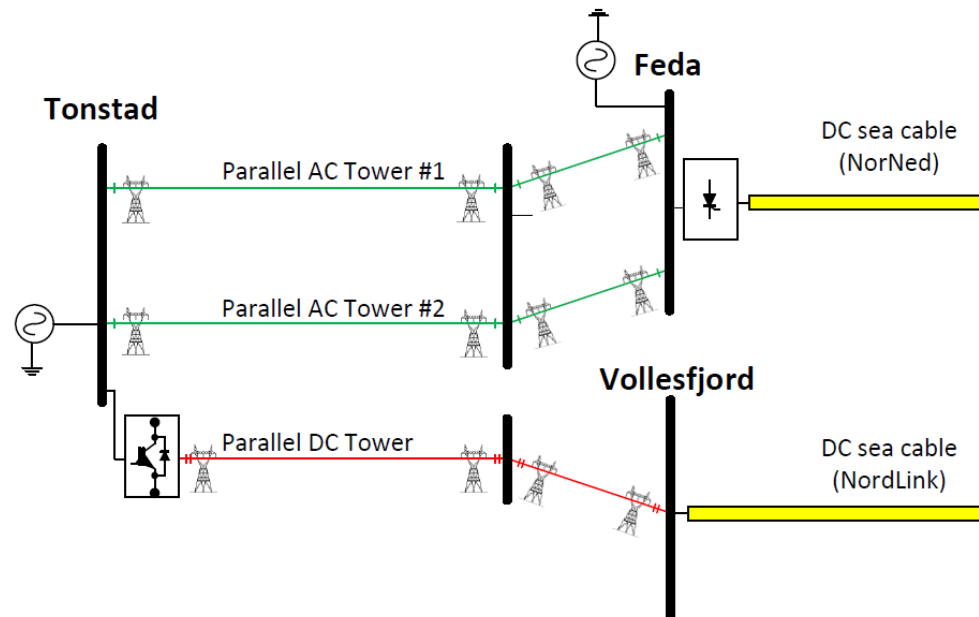 Feda
Tonstad
DC sea cable
(NorNed)
Parallel AC Tower #1
Parallel AC Tower #2
Vollesfjord
Parallel DC Tower
DC sea cable
(NordLink)